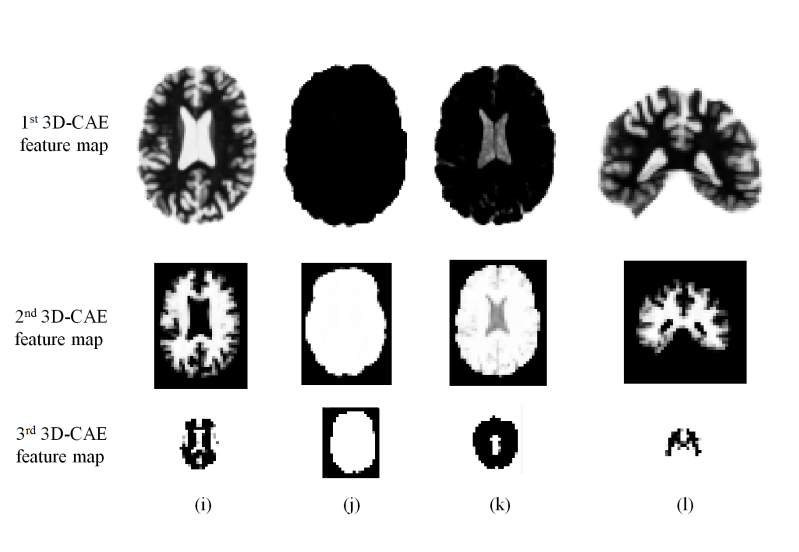 1st 3D-CAE
feature map
2nd 3D-CAE
feature map
3rd 3D-CAE
feature map
(i) (j) (k) (l)